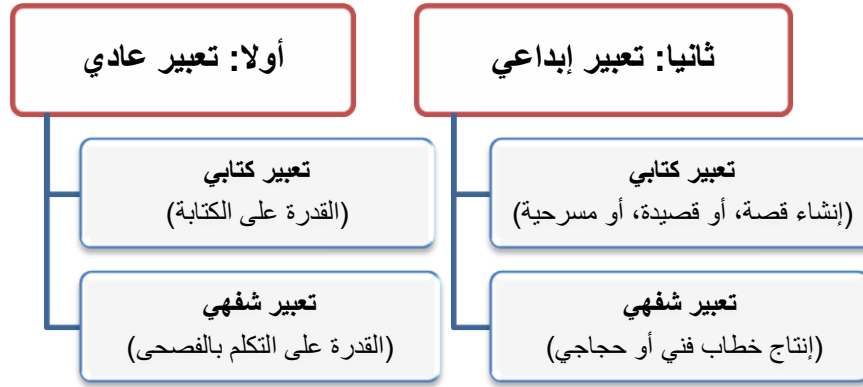 أولا: تعبير عادي
تعبير كتابي
(القدرة على الكتابة)
تعبير شفهي
(القدرة على التكلم بالفصحى)
ثانيا: تعبير إبداعي
تعبير كتابي
(إنشاء قصة، أو قصيدة، أو مسرحية)
تعبير شفهي
(إنتاج خطاب فني أو حجاجي)